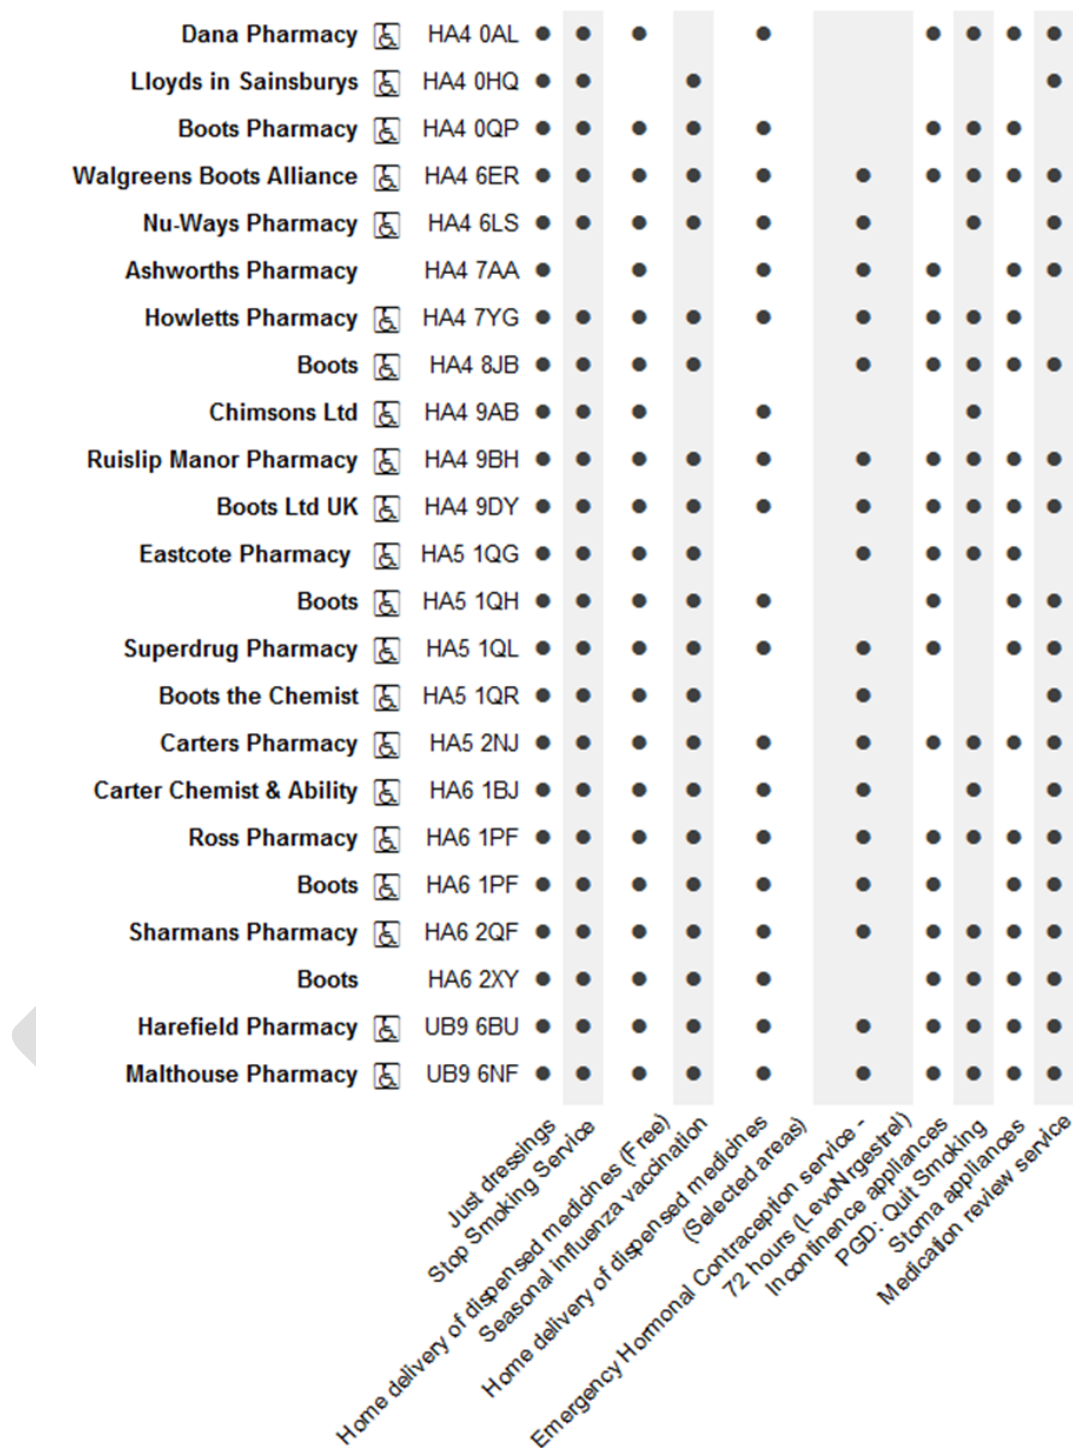 Dana Pharmacy HA4 0AL ● ● ● ● ● ● ● ●
Lloyds in Sainsburys HA4 0HQ ● ● ● ●
Boots Pharmacy HA4 0QP ● ● ● ● ● ● ● ●
Walgreens Boots Alliance HA4 6ER ● ● ● ● ● ● ● ● ● ●
Nu-Ways Pharmacy HA4 6LS ● ● ● ● ● ● ● ●
Ashworths Pharmacy HA4 7AA ● ● ● ● ● ● ●
Howletts Pharmacy HA4 7YG ● ● ● ● ● ● ● ● ●
Boots HA4 8JB ● ● ● ● ● ● ● ● ●
Chimsons Ltd HA4 9AB ● ● ● ● ●
Ruislip Manor Pharmacy HA4 9BH ● ● ● ● ● ● ● ● ● ●
Boots Ltd UK HA4 9DY ● ● ● ● ● ● ● ● ● ●
Eastcote Pharmacy HA5 1QG ● ● ● ● ● ● ● ●
Boots HA5 1QH ● ● ● ● ● ● ● ●
Superdrug Pharmacy HA5 1QL ● ● ● ● ● ● ● ● ●
Boots the Chemist HA5 1QR ● ● ● ● ● ●
Carters Pharmacy HA5 2NJ ● ● ● ● ● ● ● ● ● ●
Carter Chemist & Ability HA6 1BJ ● ● ● ● ● ● ● ●
Ross Pharmacy HA6 1PF ● ● ● ● ● ● ● ● ● ●
Boots HA6 1PF ● ● ● ● ● ● ● ● ●
Sharmans Pharmacy HA6 2QF ● ● ● ● ● ● ● ● ● ●
Boots HA6 2XY ● ● ● ● ● ● ● ● ●
Harefield Pharmacy UB9 6BU ● ● ● ● ● ● ● ● ● ●
Malthouse Pharmacy UB9 6NF ● ● ● ● ● ● ● ● ● ●
Just dressings
Stop Smoking Service
Home delivery of dispensed medicines (Free)
Seasonal influenza vaccination
Home delivery of dispensed medicines
(Selected areas)
Emergency Hormonal Contraception service -
72 hours (LevoNrgestrel)
Incontinence appliances
PGD: Quit Smoking
Stoma appliances
Medication review service